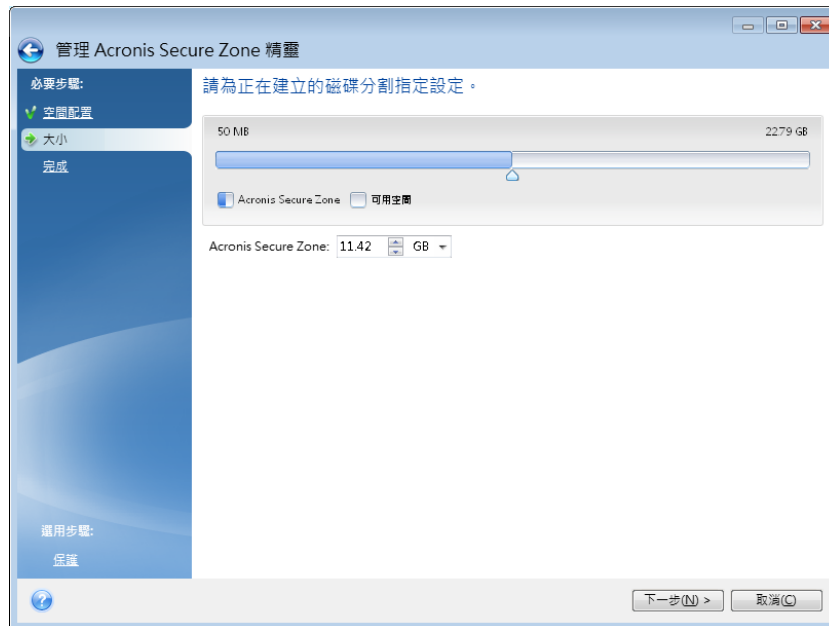 管理 Acronis Secure Zone 精靈
必要步驟:
空間配置
大小
完成
請為正在建立的磁碟分割指定設定。
50 MB
22.79 GB
Acronis Secure Zone
可用空間
Acronis Secure Zone: 11.42 GB
選用步驟:
保護
下一步(N) >
取消(C)